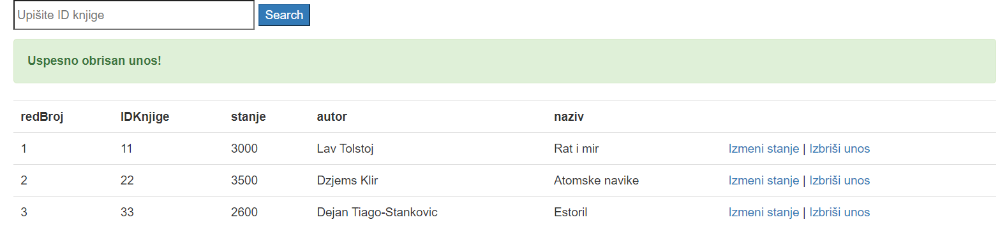 Upišite ID knjige Search
Uspesno obrisan unos!
redBroj IDKnjige stanje autor naziv
1 11 3000 Lav Tolstoj Rat i mir Izmeni stanje | Izbriši unos
2 22 3500 Dzjems Klir Atomske navike Izmeni stanje | Izbriši unos
3 33 2600 Dejan Tiago-Stankovic Estoril Izmeni stanje | Izbriši unos